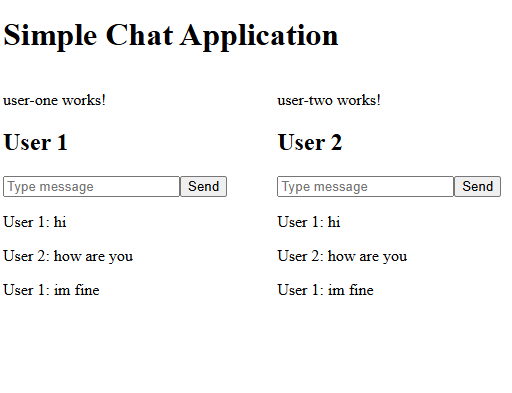 Simple Chat Application
user-one works!
User 1
Type message Send
User 1: hi
User 2: how are you
User 1: im fine
user-two works!
User 2
Type message Send
User 1: hi
User 2: how are you
User 1: im fine